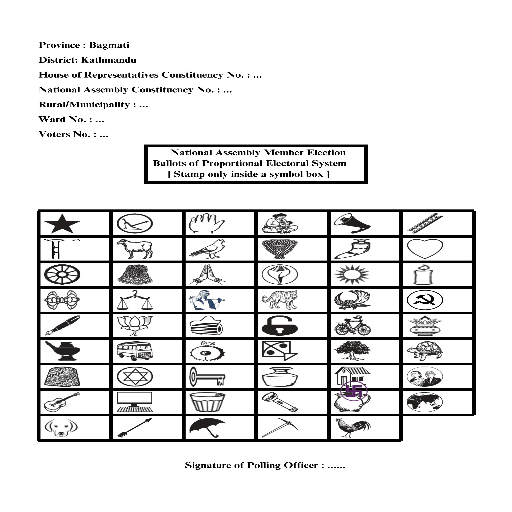 Province : Bagmati
District: Kathmandu
House of Representatives Constituency No. : ...
National Assembly Constituency No. : ...
Rural/Municipality : ...
Ward No. : ...
Voters No. : ...
National Assembly Member Election
Ballots of Proportional Electoral System
[ Stamp only inside a symbol box ]
Signature of Polling Officer : ......